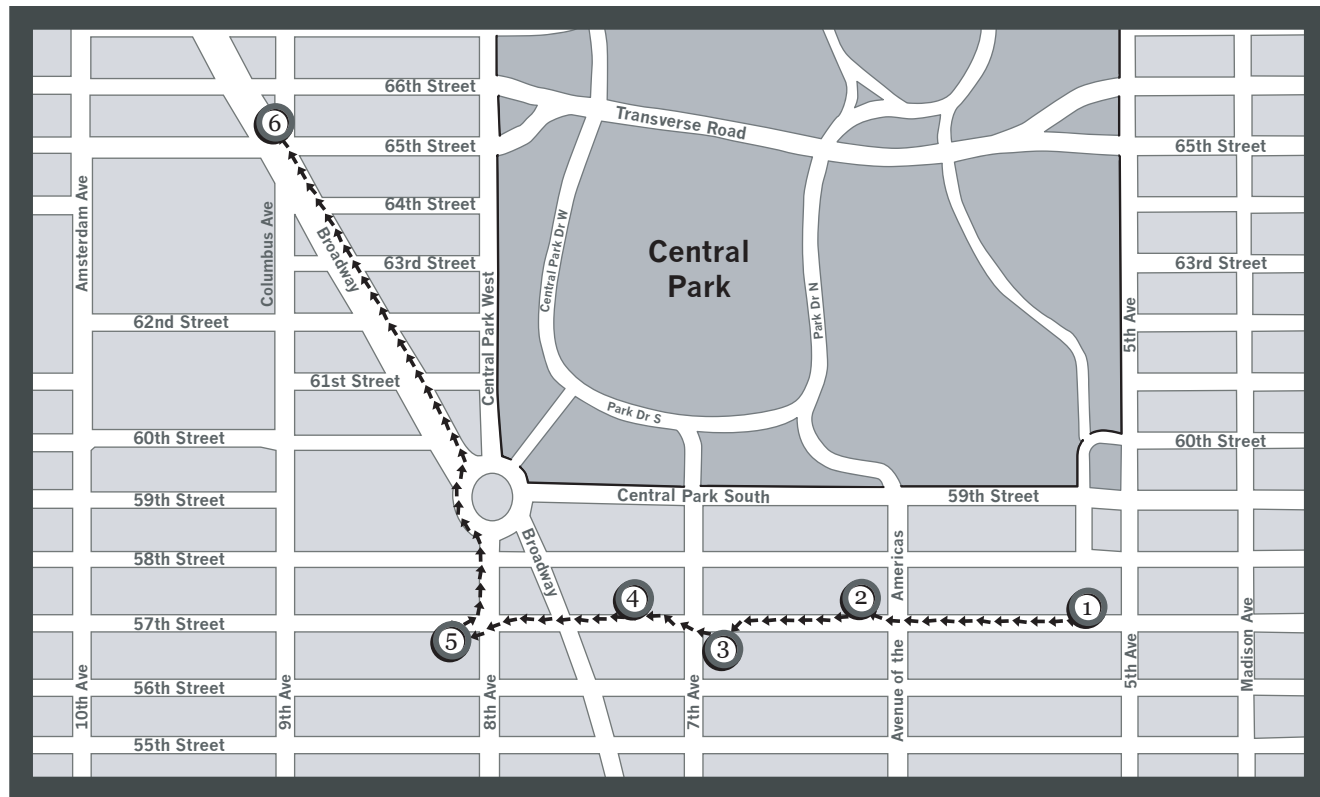 66th Street
Transverse Road
6
65th Street
65th Street
Amsterdam Ave
64th Street
Columbus Ave
Broadway
Central Park Dr W
Central
Park
63rd Street
63rd Street
Central Park West
Park Dr N
5th Ave
62nd Street
61st Street
Park Dr S
60th Street
60th Street
59th Street
Central Park South
59th Street
Broadway
Americas
58th Street
4
2
1
57th Street
5
3
Avenue of the
5th Ave
Madison Ave
56th Street
10th Ave
9th Ave
8th Ave
7th Ave
55th Street